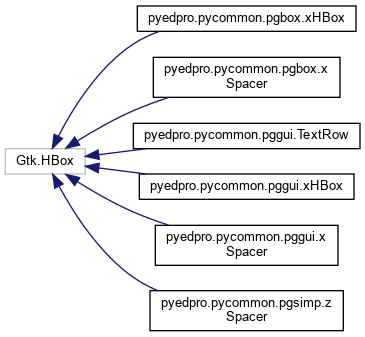 pyedpro.pycommon.pgbox.xHBox
pyedpro.pycommon.pgbox.x
Spacer
pyedpro.pycommon.pggui.TextRow
Gtk.HBox
pyedpro.pycommon.pggui.xHBox
pyedpro.pycommon.pggui.x
Spacer
pyedpro.pycommon.pgsimp.z
Spacer